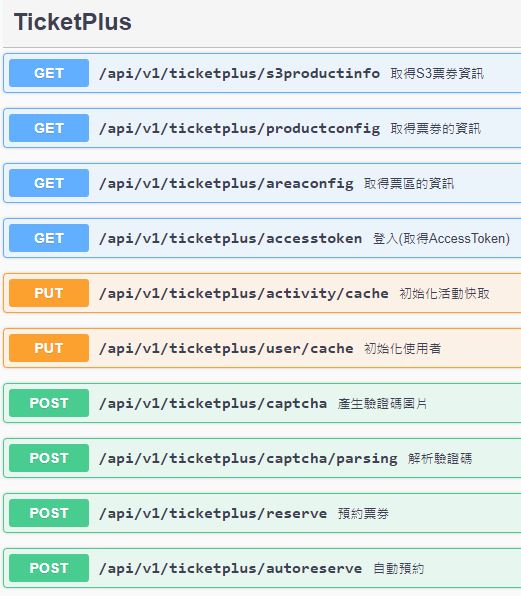 TicketPlus
GET /api/v1/ticketplus/s3productinfo 取得S3票券資訊
GET /api/v1/ticketplus/productconfig 取得票券的資訊
GET /api/v1/ticketplus/areaconfig 取得票區的資訊
GET /api/v1/ticketplus/accesstoken 登入(取得AccessToken)
PUT /api/v1/ticketplus/activity/cache 初始化活動快取
PUT /api/v1/ticketplus/user/cache 初始化使用者
POST /api/v1/ticketplus/captcha 產生驗證碼圖片
POST /api/v1/ticketplus/captcha/parsing 解析驗證碼
POST /api/v1/ticketplus/reserve 預約票券
POST /api/v1/ticketplus/autoreserve 自動預約